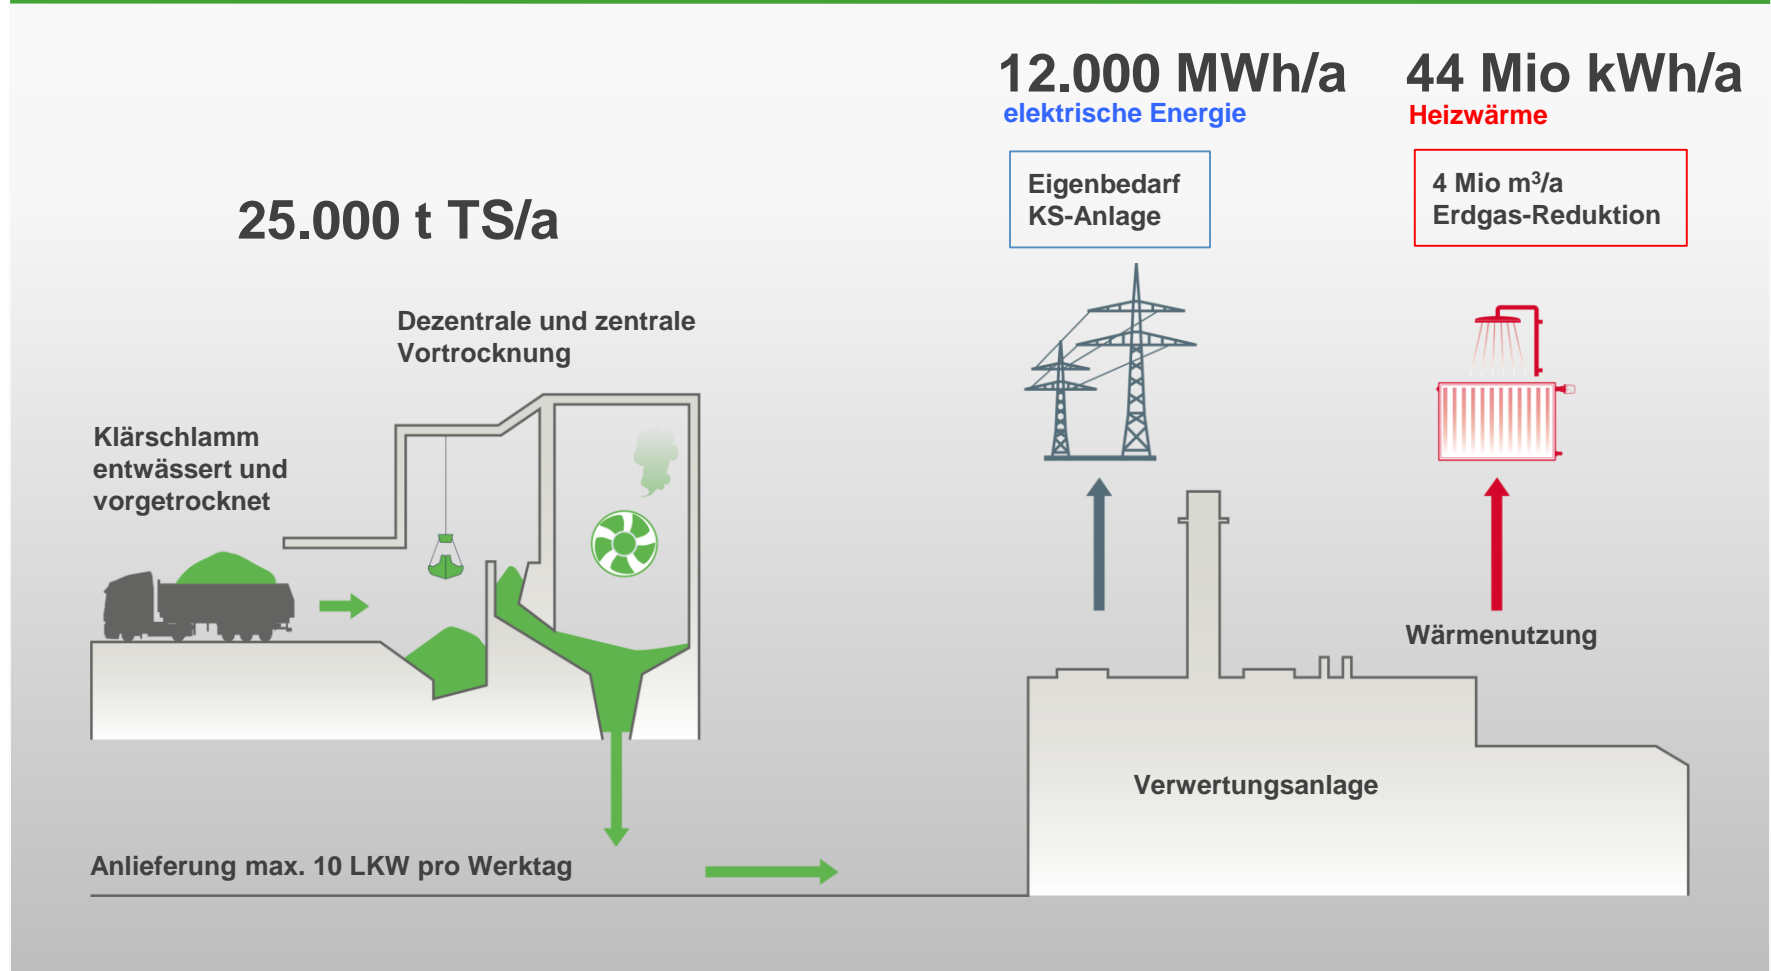 12.000 MWh/a
elektrische Energie
44 Mio kWh/a
Heizwärme
Eigenbedarf
KS-Anlage
4 Mio m³/a
Erdgas-Reduktion
25.000 t TS/a
Dezentrale und zentrale
Vortrocknung
Klärschlamm
entwässert und
vorgetrocknet
Wärmenutzung
Verwertungsanlage
Anlieferung max. 10 LKW pro Werktag